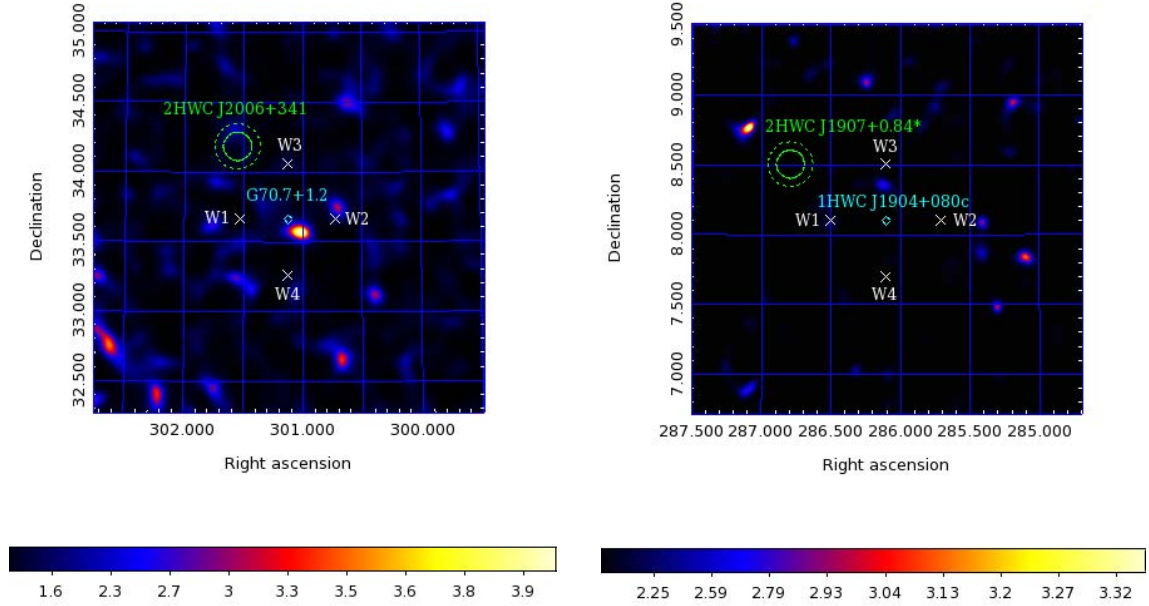 35.000
34.500
34.000
33.500
33.000
32.500
Declination
2HWC J2006+341
W3
G70.7+1.2
W1
W2
W4
302.000 301.000 300.000
Right ascension
1.6 2.3 2.7 3 3.3 3.5 3.6 3.8 3.9
9.500
9.000
8.500
8.000
7.500
7.000
Declination
2HWC J1907+0.84*
W3
1HWC J1904+080c
W1
W2
W4
287.500 287.000 286.500 286.000 285.500 285.000
Right ascension
2.25 2.59 2.79 2.93 3.04 3.13 3.2 3.27 3.32